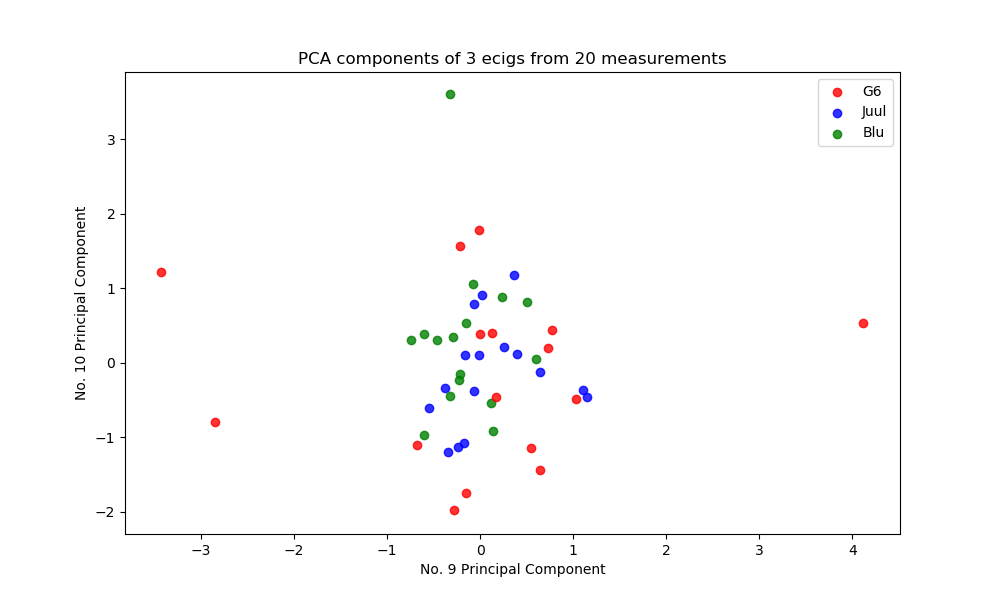 PCA components of 3 ecigs from 20 measurements
G6
Juul
Blu
No. 10 Principal Component
3
2
1
0
−1
−2
−3
−2
−1
0
1
2
3
4
No. 9 Principal Component